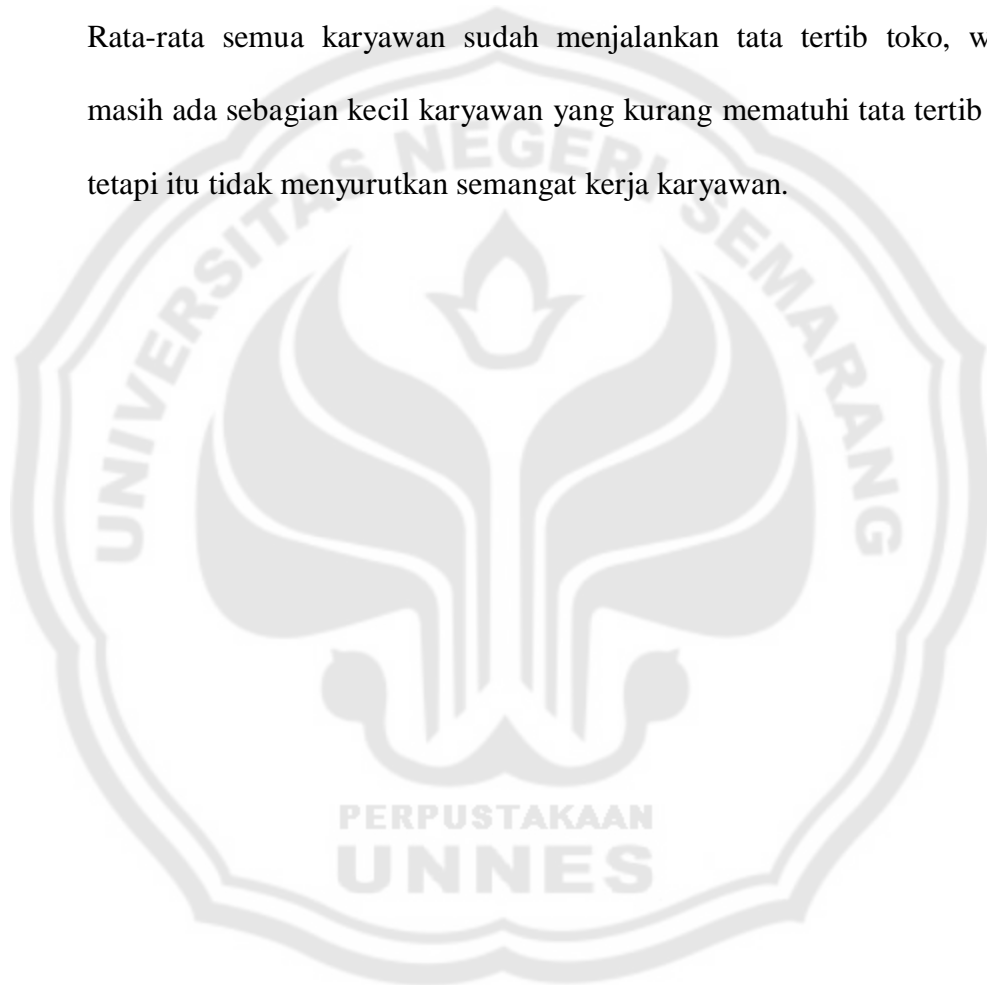 Rata-rata semua karyawan sudah menjalankan tata tertib toko, w
masih ada sebagian kecil karyawan yang kurang mematuhi tata tertib
tetapi itu tidak menyurutkan semangat kerja karyawan.
UNIVERSITAS NEGERI SEMARANG
PERPUSTAKAAN
UNNES